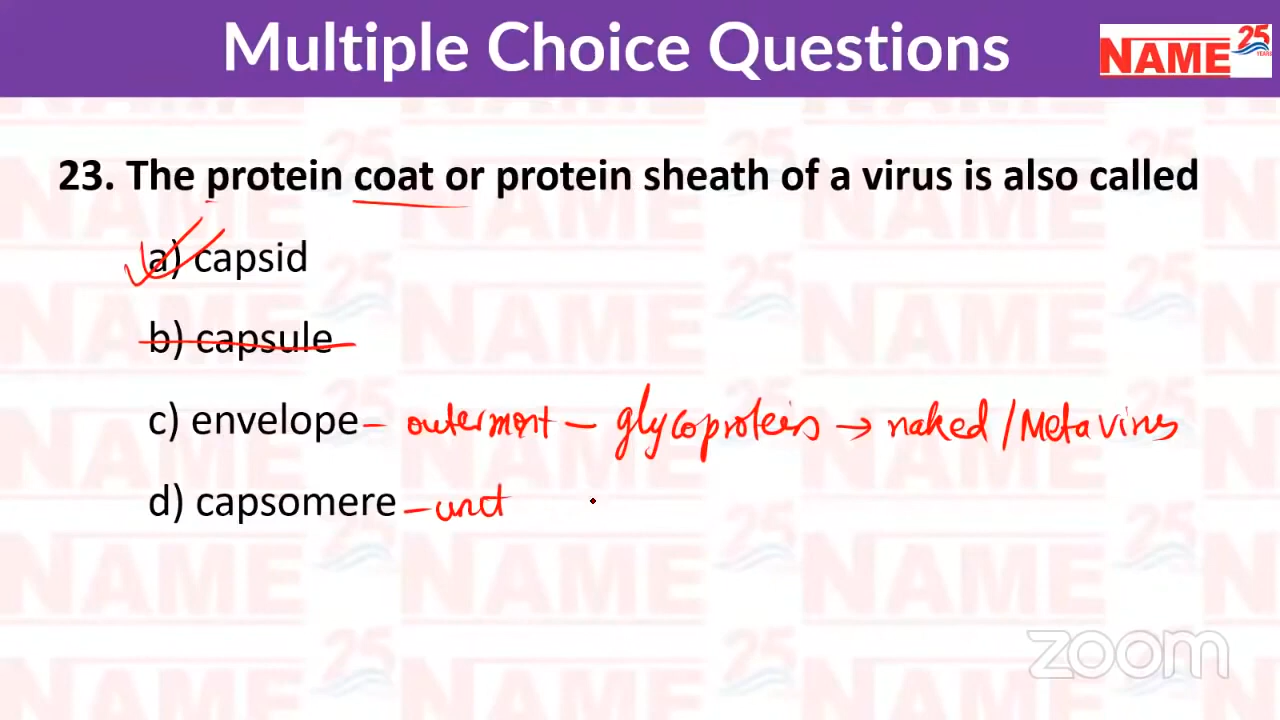 Multiple Choice Questions
NAME 25 YEARS
23. The protein coat or protein sheath of a virus is also called
a) capsid
b) capsule
c) envelope - outermost - glycoproteins → naked / Meta virus
d) capsomere - unit
zoom